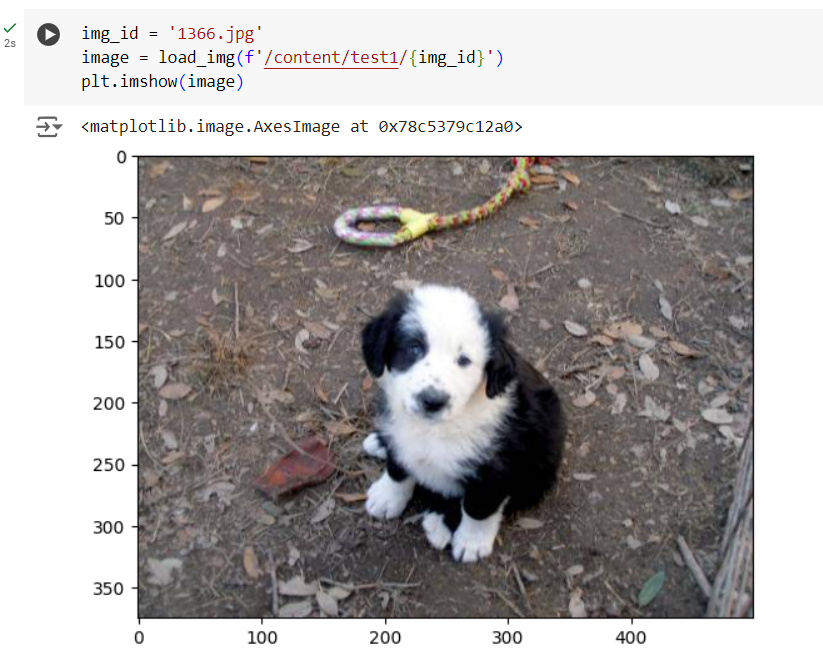 2s
img_id = '1366.jpg'
image = load_img(f'/content/test1/{img_id}')
plt.imshow(image)
<matplotlib.image.AxesImage at 0x78c5379c12a0>
0
50
100
150
200
250
300
350
0 100 200 300 400